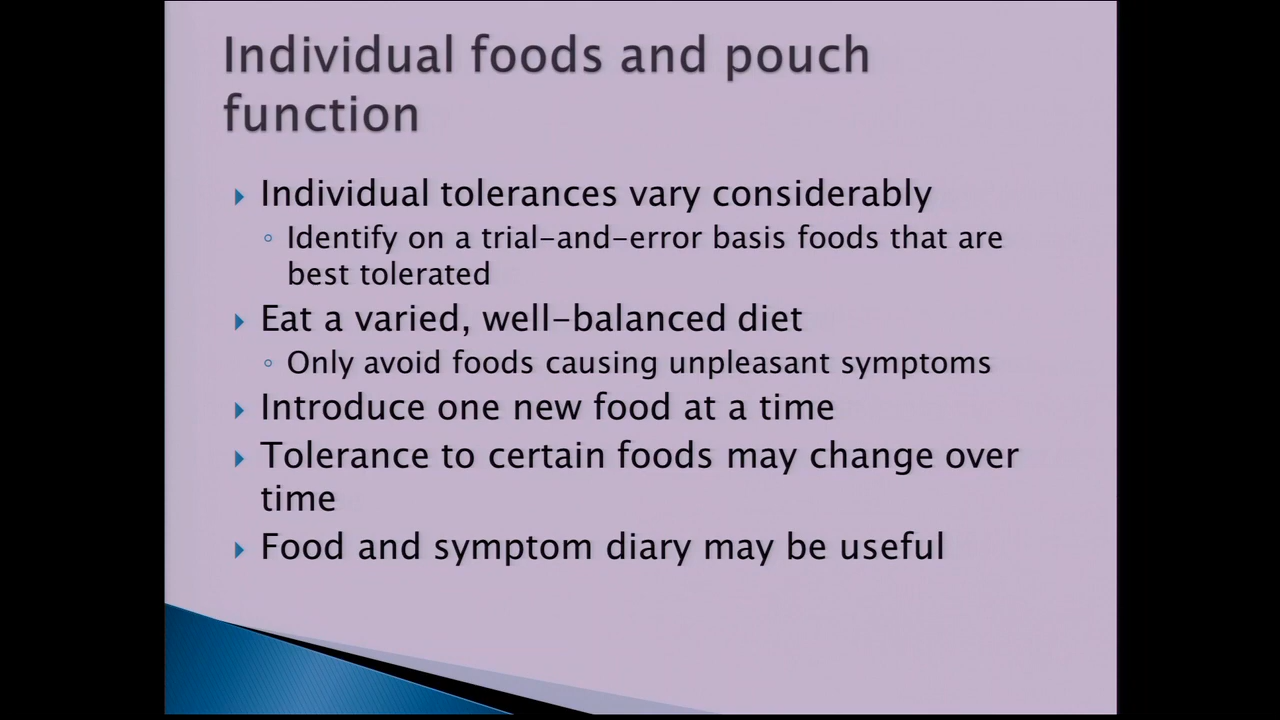 Individual foods and pouch
function
Individual tolerances vary considerably
Identify on a trial-and-error basis foods that are
best tolerated
Eat a varied, well-balanced diet
Only avoid foods causing unpleasant symptoms
Introduce one new food at a time
Tolerance to certain foods may change over
time
Food and symptom diary may be useful